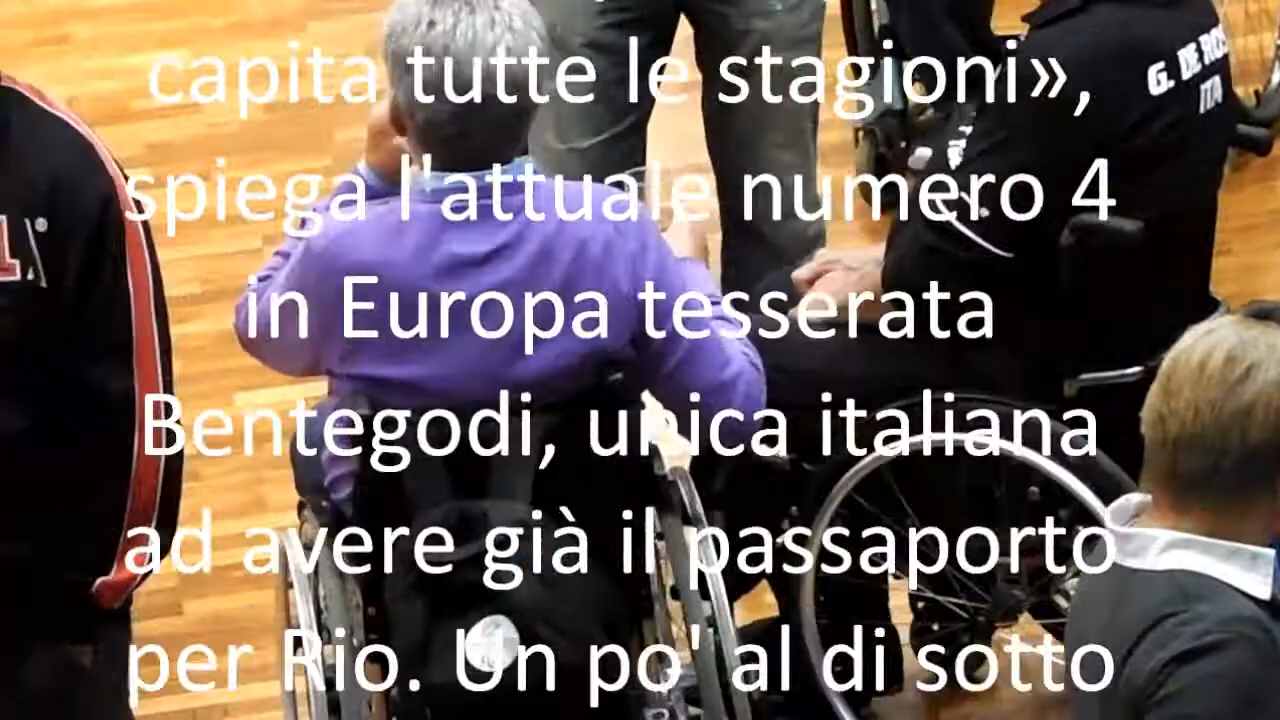 capita tutte le stagioni»,
spiega l'attuale numero 4
in Europa tesserata
Bentegodi, unica italiana
ad avere già il passaporto
per Rio. Un po' al di sotto
G. DE ROS
ITA